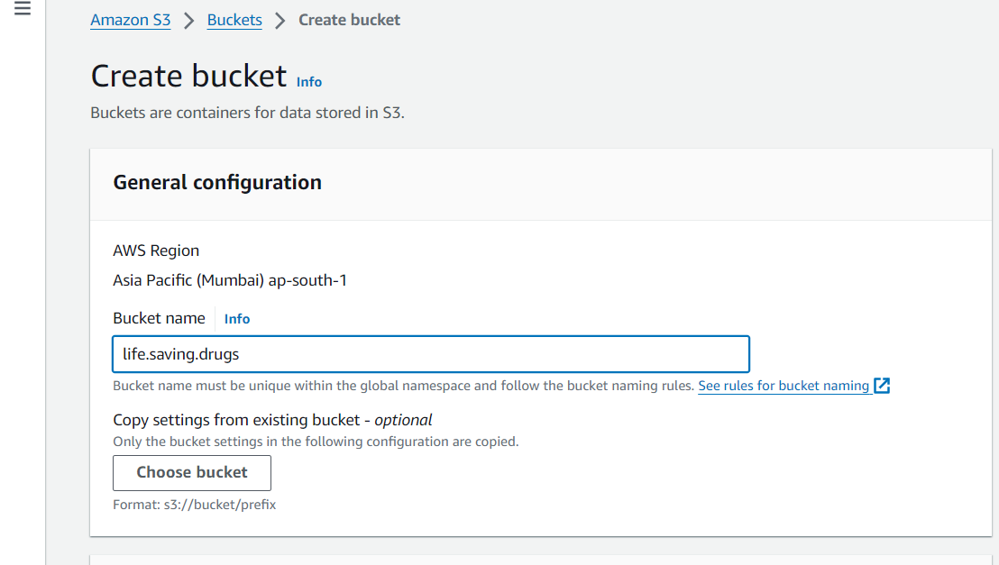 Amazon S3 > Buckets > Create bucket
Create bucket Info
Buckets are containers for data stored in S3.
General configuration
AWS Region
Asia Pacific (Mumbai) ap-south-1
Bucket name Info
life.saving.drugs
Bucket name must be unique within the global namespace and follow the bucket naming rules. See rules for bucket naming
Copy settings from existing bucket - optional
Only the bucket settings in the following configuration are copied.
Choose bucket
Format: s3://bucket/prefix